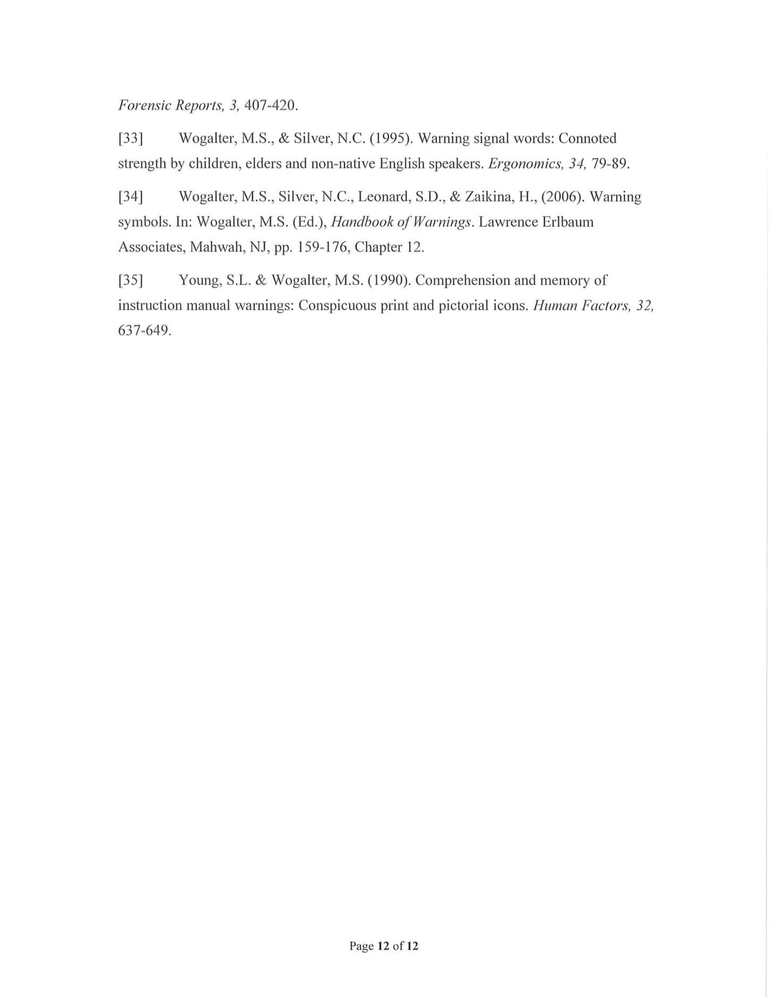 Forensic Reports, 3, 407-420.
[33] Wogalter, M.S., & Silver, N.C. (1995). Warning signal words: Connoted
strength by children, elders and non-native English speakers. Ergonomics, 34, 79-89.
[34] Wogalter, M.S., Silver, N.C., Leonard, S.D., & Zaikina, H., (2006). Warning
symbols. In: Wogalter, M.S. (Ed.), Handbook of Warnings. Lawrence Erlbaum
Associates, Mahwah, NJ, pp. 159-176, Chapter 12.
[35] Young, S.L. & Wogalter, M.S. (1990). Comprehension and memory of
instruction manual warnings: Conspicuous print and pictorial icons. Human Factors, 32,
637-649.
Page 12 of 12